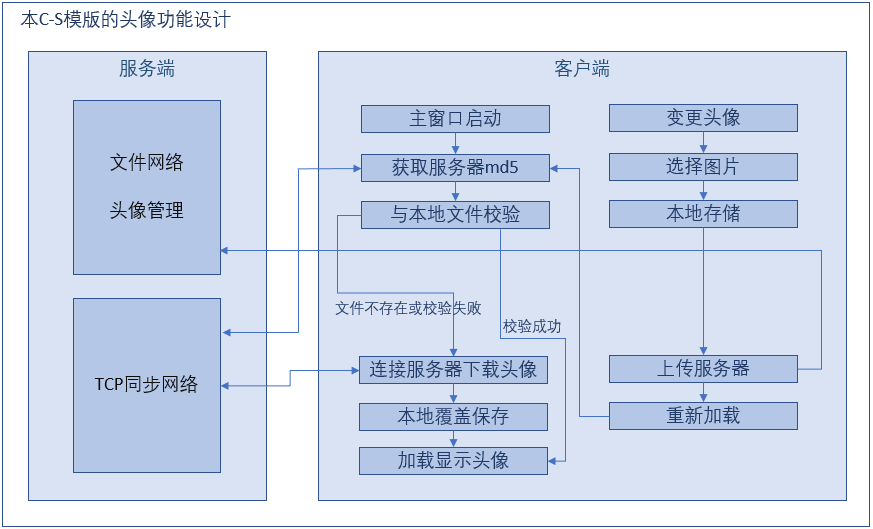 本C-S模版的头像功能设计
服务端
文件网络
头像管理
TCP同步网络
客户端
主窗口启动
获取服务器md5
与本地文件校验
文件不存在或校验失败
校验成功
连接服务器下载头像
本地覆盖保存
加载显示头像
变更头像
选择图片
本地存储
上传服务器
重新加载